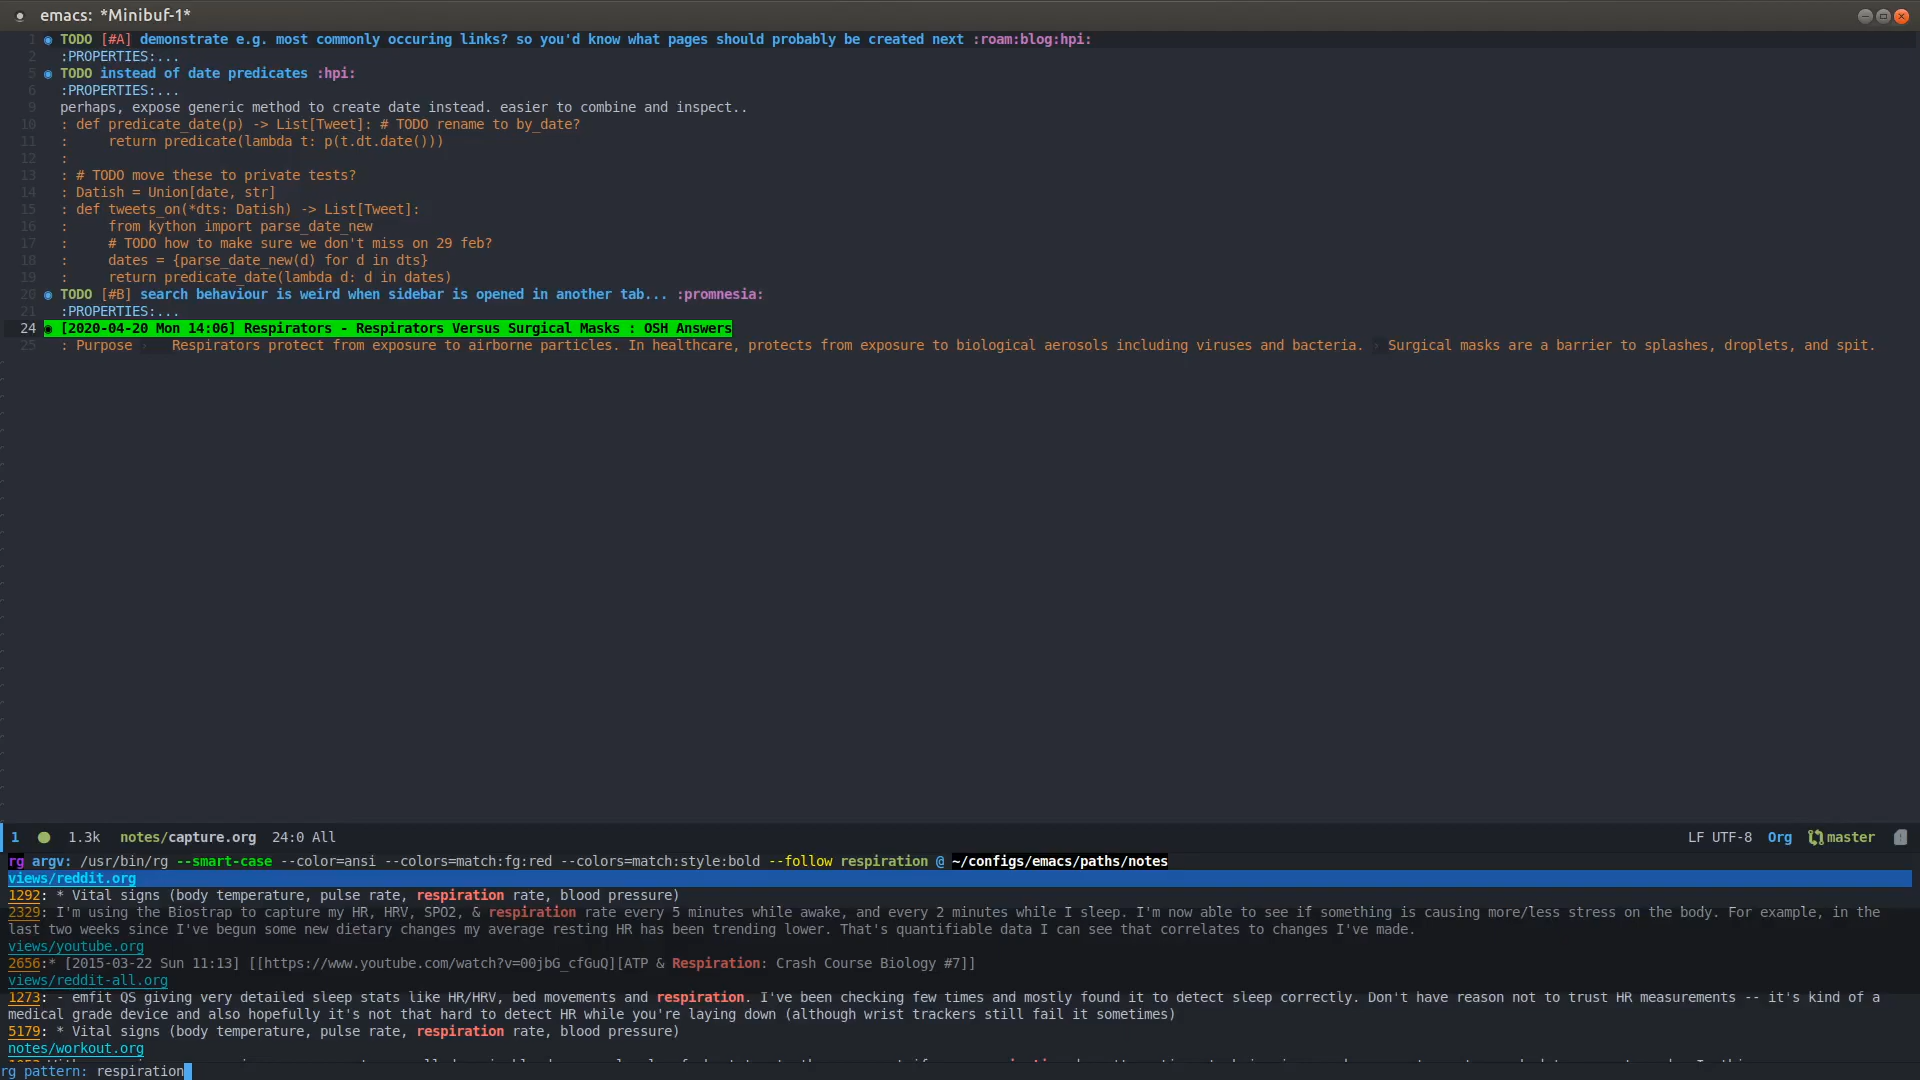 emacs: *Minibuf-1*
1 ◉ TODO [#A] demonstrate e.g. most commonly occuring links? so you'd know what pages should probably be created next :roam:blog:hpi:
2 :PROPERTIES:...
5 ◉ TODO instead of date predicates :hpi:
6 :PROPERTIES:...
9 perhaps, expose generic method to create date instead. easier to combine and inspect..
10 : def predicate_date(p) -> List[Tweet]: # TODO rename to by_date?
11 :     return predicate(lambda t: p(t.dt.date()))
12 :
13 : # TODO move these to private tests?
14 : Datish = Union[date, str]
15 : def tweets_on(*dts: Datish) -> List[Tweet]:
16 :     from kython import parse_date_new
17 :     # TODO how to make sure we don't miss on 29 feb?
18 :     dates = {parse_date_new(d) for d in dts}
19 :     return predicate_date(lambda d: d in dates)
20 ◉ TODO [#B] search behaviour is weird when sidebar is opened in another tab... :promnesia:
21 :PROPERTIES:...
24 ◉ [2020-04-20 Mon 14:06] Respirators - Respirators Versus Surgical Masks : OSH Answers
25 : Purpose Respirators protect from exposure to airborne particles. In healthcare, protects from exposure to biological aerosols including viruses and bacteria. Surgical masks are a barrier to splashes, droplets, and spit.
1 1.3k notes/capture.org 24:0 All LF UTF-8 Org master
rg argv: /usr/bin/rg --smart-case --color=ansi --colors=match:fg:red --colors=match:style:bold --follow respiration @ ~/configs/emacs/paths/notes
views/reddit.org
1292: * Vital signs (body temperature, pulse rate, respiration rate, blood pressure)
2329: I'm using the Biostrap to capture my HR, HRV, SPO2, & respiration rate every 5 minutes while awake, and every 2 minutes while I sleep. I'm now able to see if something is causing more/less stress on the body. For example, in the
last two weeks since I've begun some new dietary changes my average resting HR has been trending lower. That's quantifiable data I can see that correlates to changes I've made.
views/youtube.org
2656:* [2015-03-22 Sun 11:13] [[https://www.youtube.com/watch?v=00jbG_cfGuQ][ATP & Respiration: Crash Course Biology #7]]
views/reddit-all.org
1273: - emfit QS giving very detailed sleep stats like HR/HRV, bed movements and respiration. I've been checking few times and mostly found it to detect sleep correctly. Don't have reason not to trust HR measurements -- it's kind of a
medical grade device and also hopefully it's not that hard to detect HR while you're laying down (although wrist trackers still fail it sometimes)
5179: * Vital signs (body temperature, pulse rate, respiration rate, blood pressure)
notes/workout.org
rg pattern: respiration